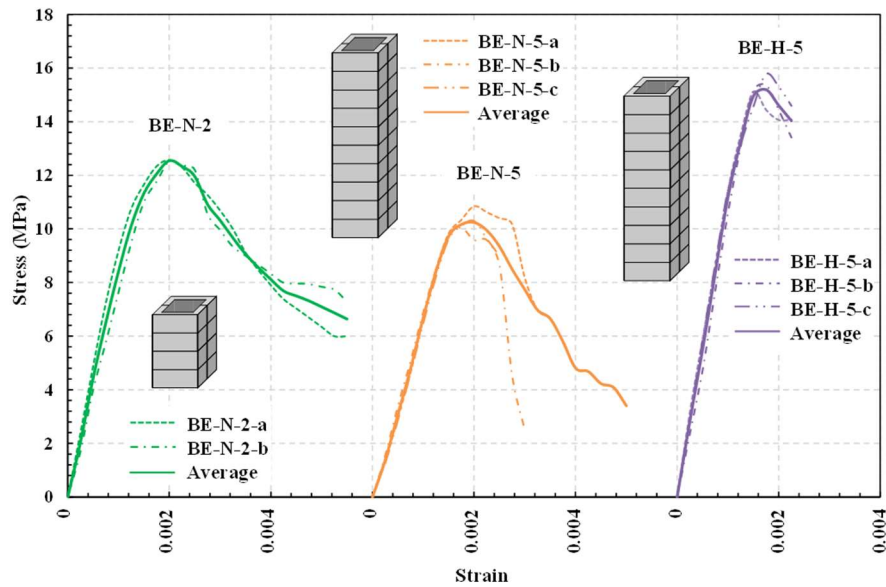 18
16
14
12
10
8
6
4
2
0
Stress (MPa)
BE-N-2
BE-N-2-a
BE-N-2-b
Average
BE-N-5-a
BE-N-5-b
BE-N-5-c
Average
BE-N-5
BE-H-5
BE-H-5-a
BE-H-5-b
BE-H-5-c
Average
0
0.002
0.004
0
0.002
0.004
0
0.002
0.004
Strain